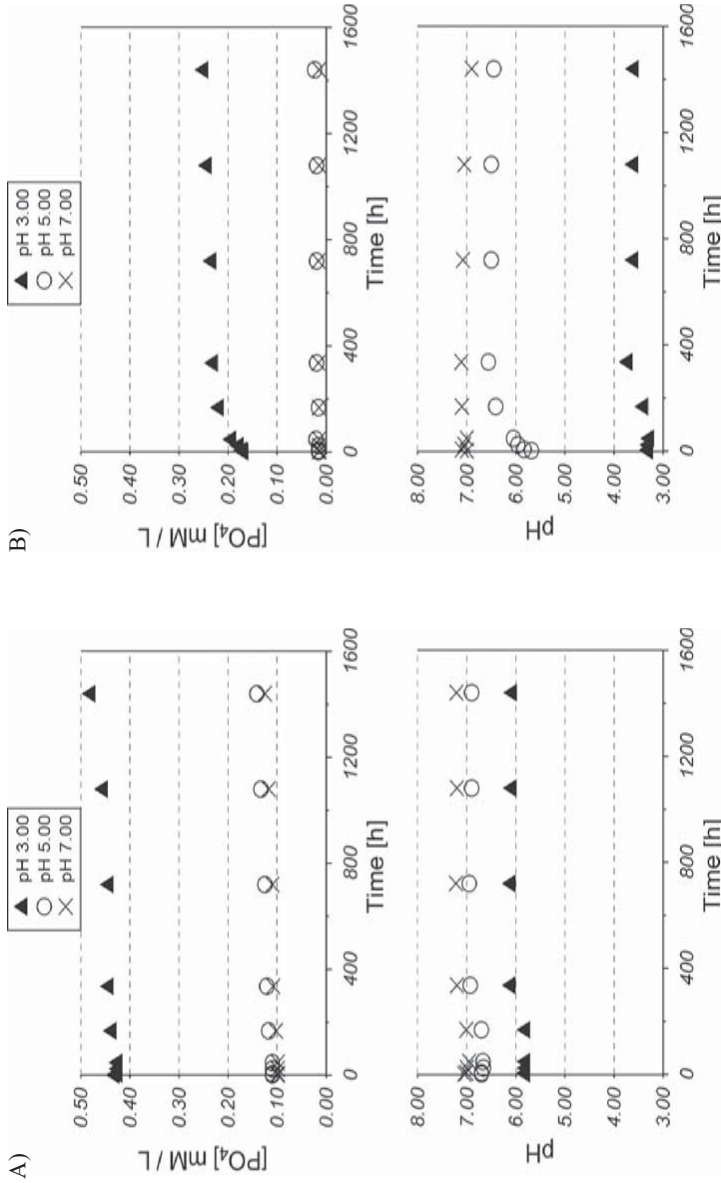 A)
▲ pH 3.00
○ pH 5.00
× pH 7.00
[PO₄] mM / L
0.50
0.40
0.30
0.20
0.10
0.00
0 400 800 1200 1600
Time [h]
pH
8.00
7.00
6.00
5.00
4.00
3.00
0 400 800 1200 1600
Time [h]
B)
▲ pH 3.00
○ pH 5.00
× pH 7.00
[PO₄] mM / L
0.50
0.40
0.30
0.20
0.10
0.00
0 400 800 1200 1600
Time [h]
pH
8.00
7.00
6.00
5.00
4.00
3.00
0 400 800 1200 1600
Time [h]